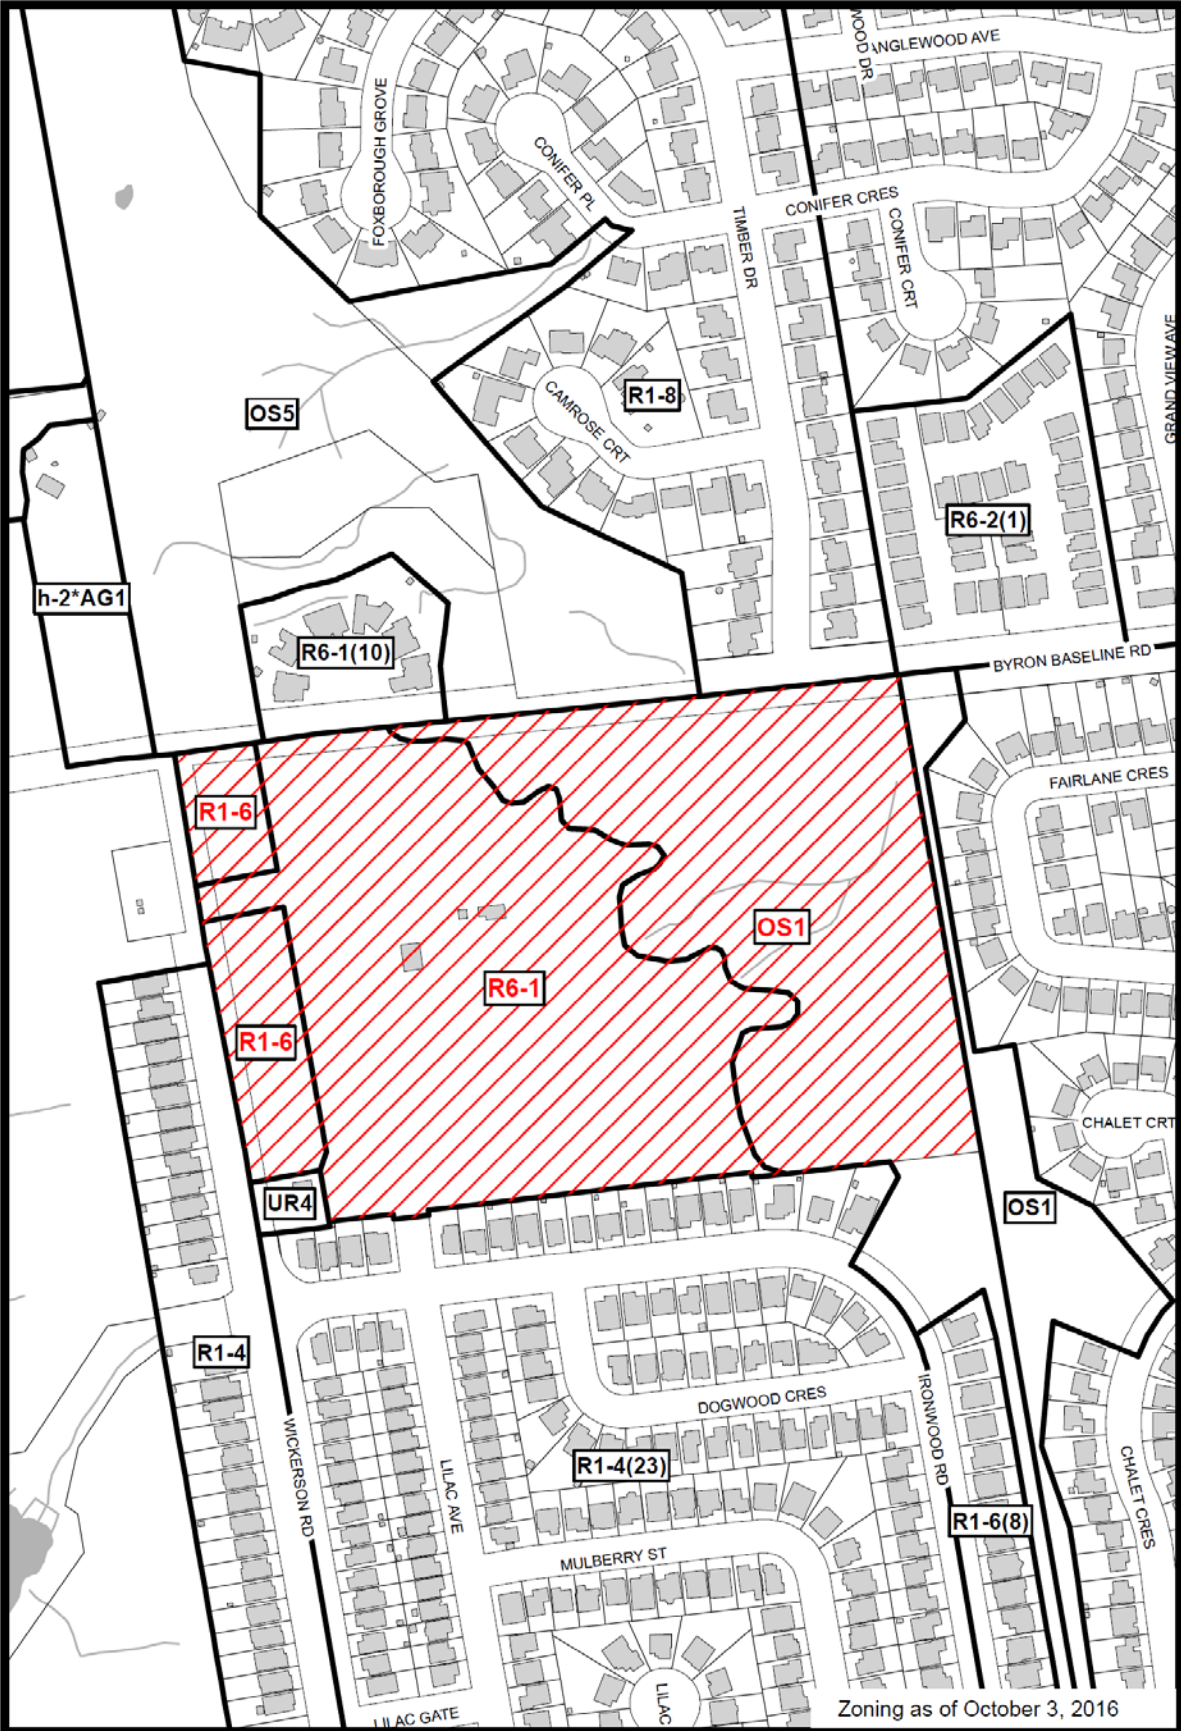 WOOD DR
ANGLEWOOD AVE
FOXBOROUGH GROVE
CONIFER PL
CONIFER CRES
TIMBER DR
CONIFER CRT
GRAND VIEW AVE
OS5
R1-8
CAMROSE CRT
R6-2(1)
h-2*AG1
R6-1(10)
BYRON BASELINE RD
FAIRLANE CRES
R1-6
OS1
R6-1
R1-6
CHALET CRT
UR4
OS1
R1-4
DOGWOOD CRES
IRONWOOD RD
WICKERSON RD
LILAC AVE
R1-4(23)
CHALET CRES
R1-6(8)
MULBERRY ST
LILAC
LILAC GATE
Zoning as of October 3, 2016